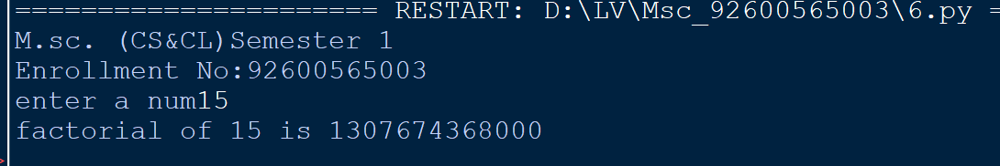 ====================== RESTART: D:\LV\Msc_92600565003\6.py =
M.sc. (CS&CL)Semester 1
Enrollment No:92600565003
enter a num15
factorial of 15 is 1307674368000
>